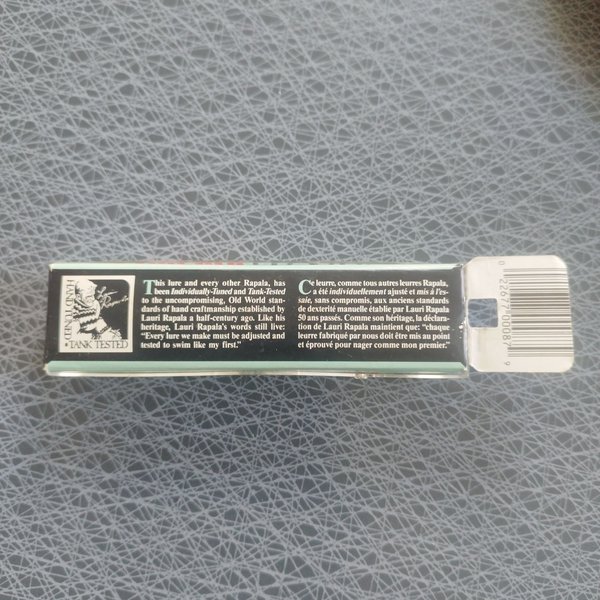 HAND TUNED
• TANK TESTED
This lure and every other Rapala, has
been Individually-Tuned and Tank-Tested
to the uncompromising, Old World stan-
dards of hand craftmanship established by
Lauri Rapala a half-century ago. Like his
heritage, Lauri Rapala's words still live:
“Every lure we make must be adjusted and
tested to swim like my first.”
Ce leurre, comme tous autres leurres Rapala,
a été individuellement ajusté et mis à l'es-
saie, sans compromis, aux anciens standards
de dexterité manuelle établie par Lauri Rapala
50 ans passés. Comme son héritage, la déclara-
tion de Lauri Rapala maintient que: “chaque
leurre fabriqué par nous doit être mis au point
et éprouvé pour nager comme mon premier.”
0 22677 00087 9